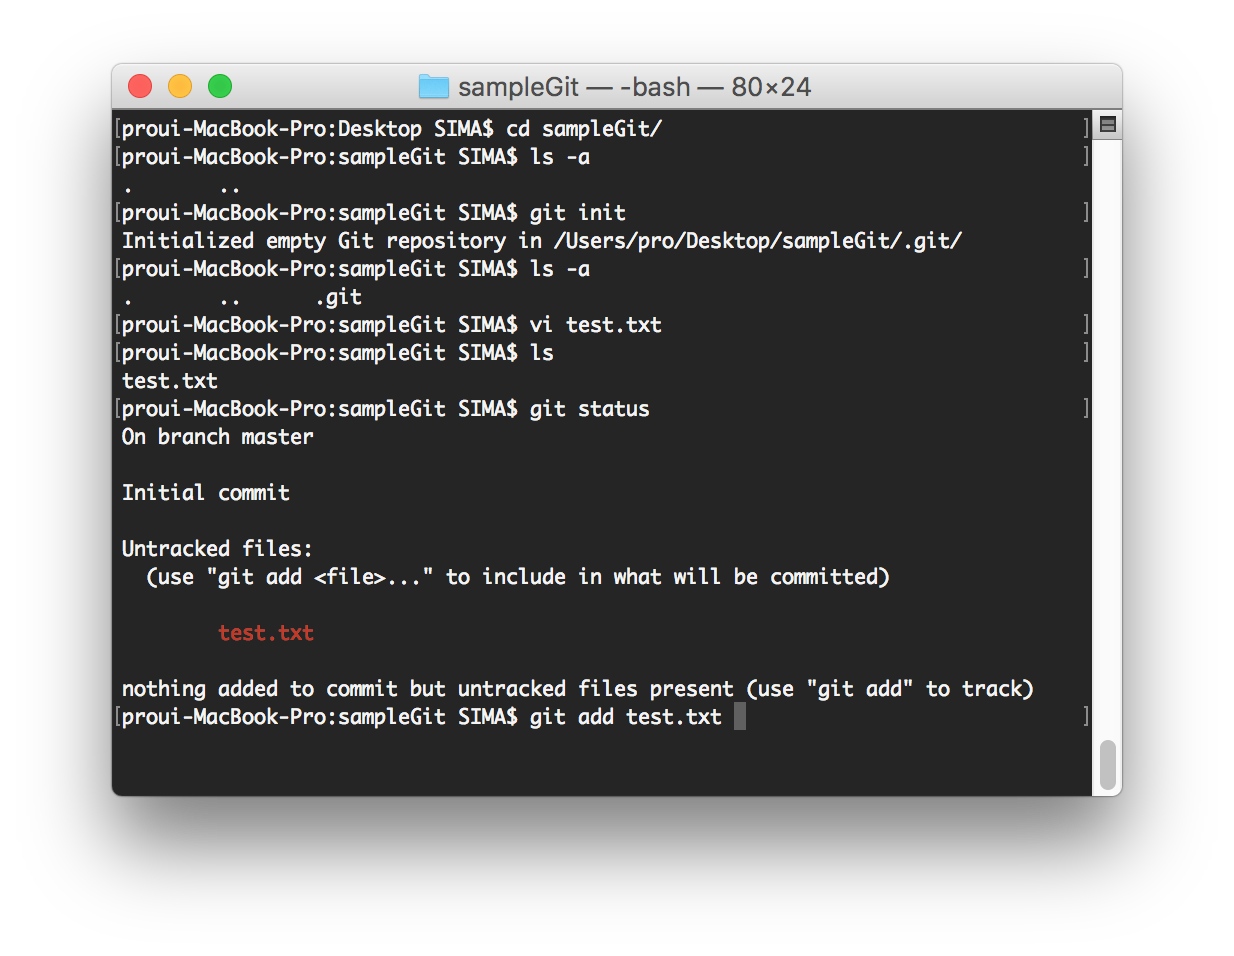 sampleGit — -bash — 80×24
proui-MacBook-Pro:Desktop SIMA$ cd sampleGit/
proui-MacBook-Pro:sampleGit SIMA$ ls -a
.       ..
proui-MacBook-Pro:sampleGit SIMA$ git init
Initialized empty Git repository in /Users/pro/Desktop/sampleGit/.git/
proui-MacBook-Pro:sampleGit SIMA$ ls -a
.       ..      .git
proui-MacBook-Pro:sampleGit SIMA$ vi test.txt
proui-MacBook-Pro:sampleGit SIMA$ ls
test.txt
proui-MacBook-Pro:sampleGit SIMA$ git status
On branch master
Initial commit
Untracked files:
  (use "git add <file>..." to include in what will be committed)
        test.txt
nothing added to commit but untracked files present (use "git add" to track)
proui-MacBook-Pro:sampleGit SIMA$ git add test.txt